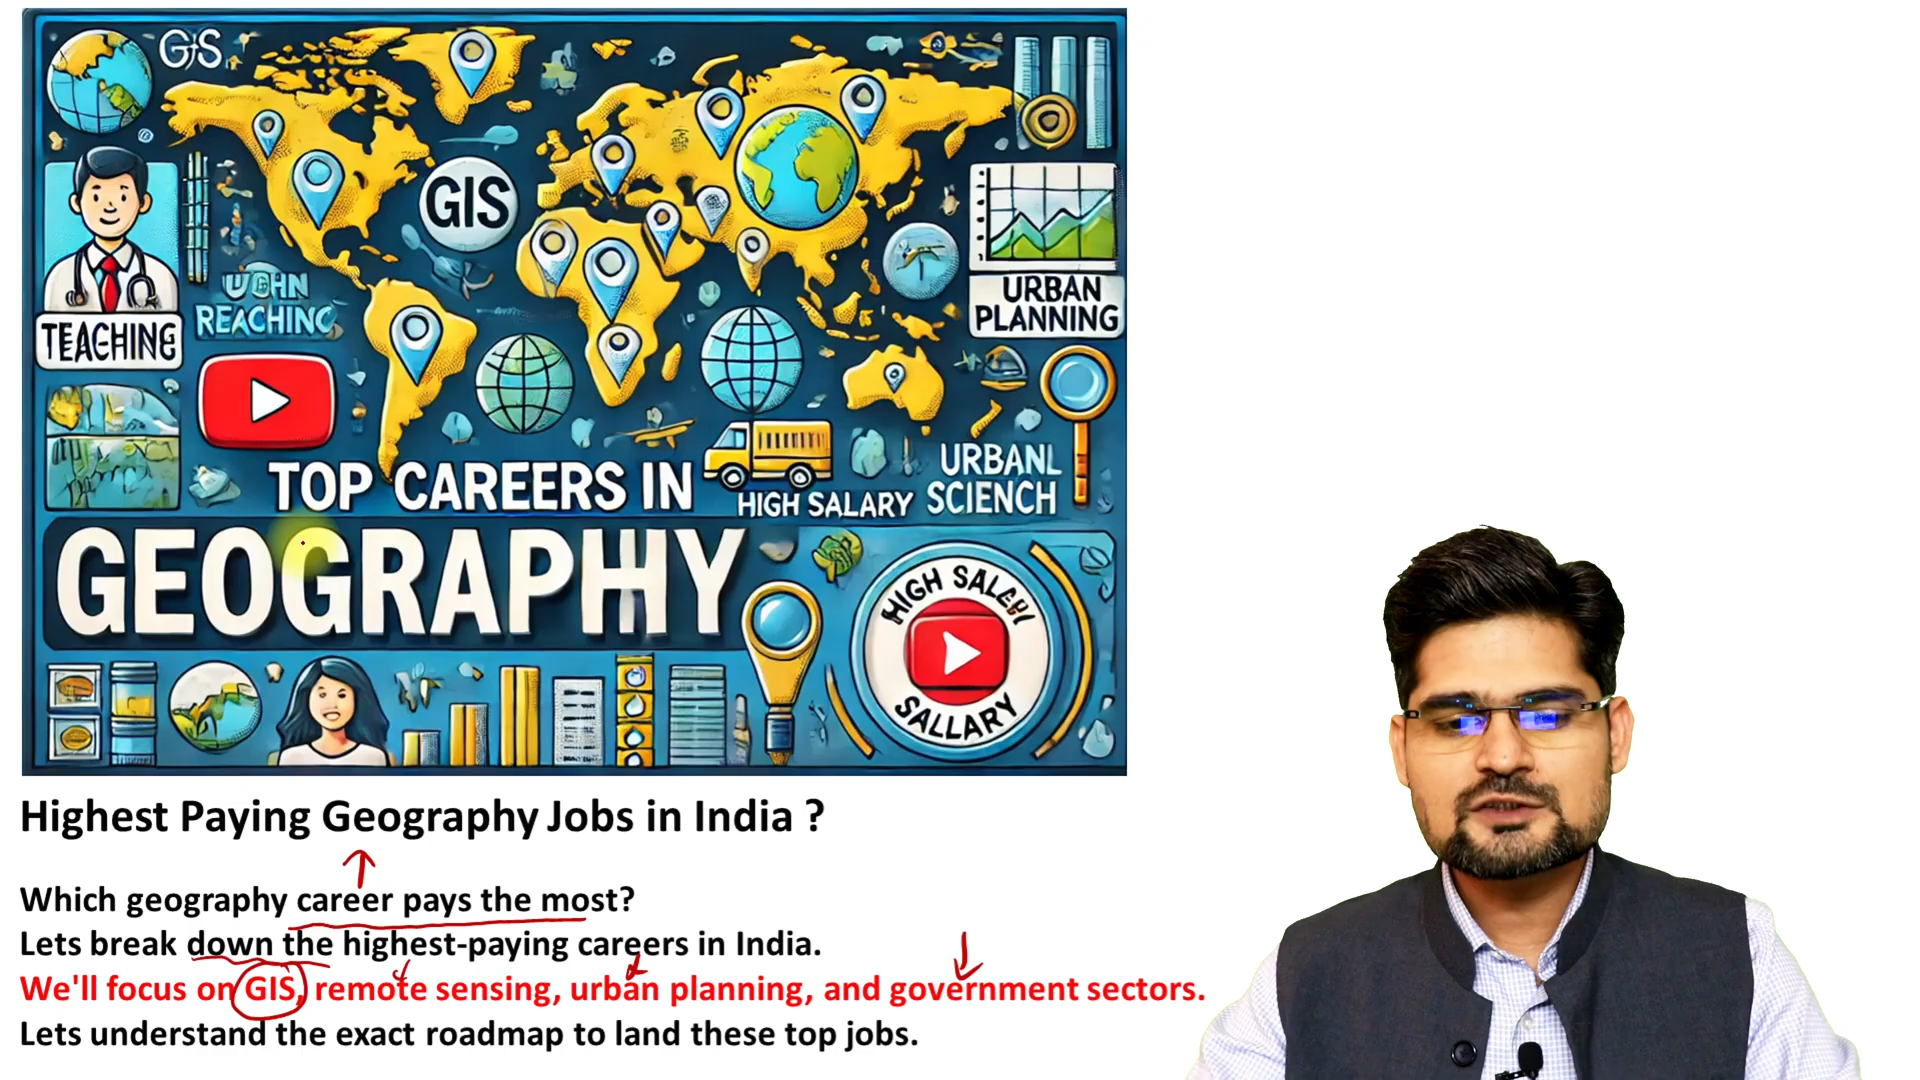 GIS
GIS
TEACHING
REACHING
URBAN
PLANNING
TOP CAREERS IN
HIGH SALARY
URBANL
SCIENCH
GEOGRAPHY
HIGH
SALLARY
Highest Paying Geography Jobs in India ?
Which geography career pays the most?
Lets break down the highest-paying careers in India.
We'll focus on GIS, remote sensing, urban planning, and government sectors.
Lets understand the exact roadmap to land these top jobs.